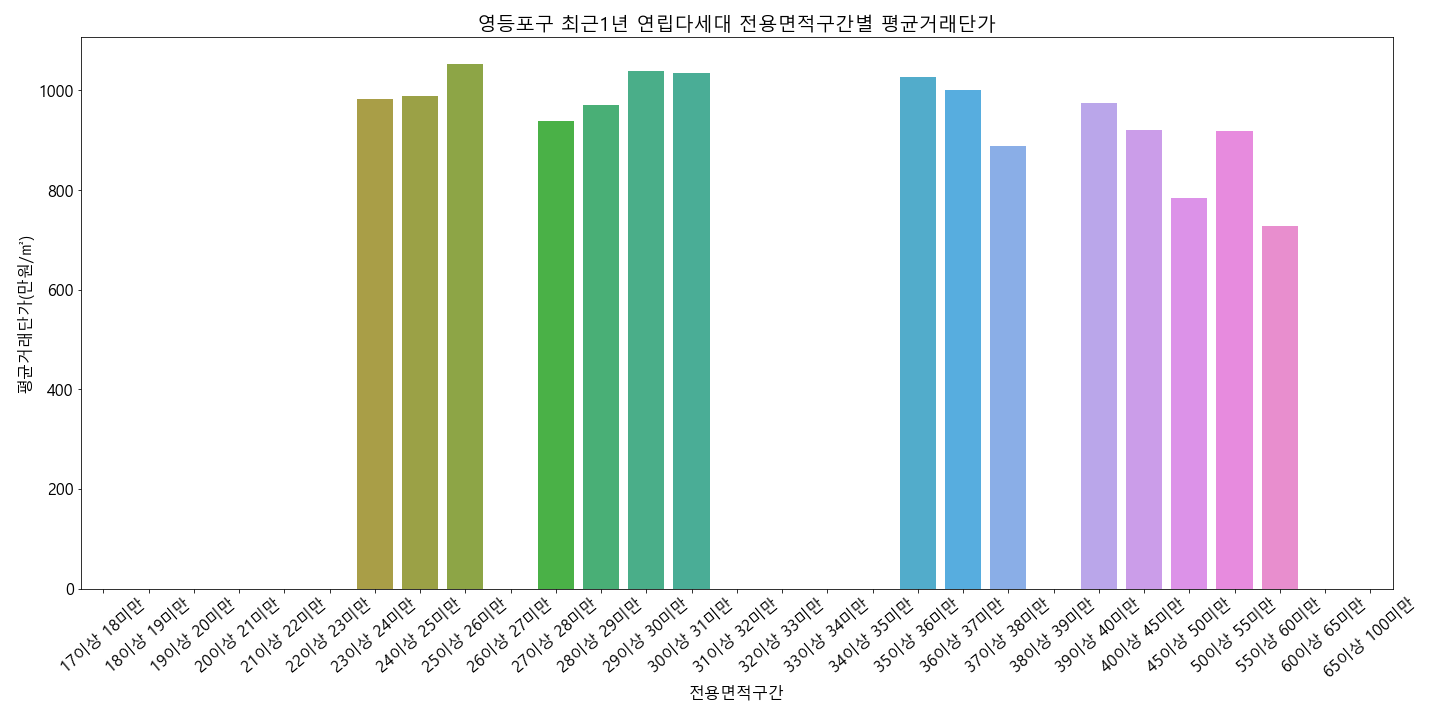 영등포구 최근1년 연립다세대 전용면적구간별 평균거래단가
평균거래단가(만원/㎡)
1000
800
600
400
200
0
17이상 18미만
18이상 19미만
19이상 20미만
20이상 21미만
21이상 22미만
22이상 23미만
23이상 24미만
24이상 25미만
25이상 26미만
26이상 27미만
27이상 28미만
28이상 29미만
29이상 30미만
30이상 31미만
31이상 32미만
32이상 33미만
33이상 34미만
34이상 35미만
35이상 36미만
36이상 37미만
37이상 38미만
38이상 39미만
39이상 40미만
40이상 45미만
45이상 50미만
50이상 55미만
55이상 60미만
60이상 65미만
65이상 100미만
전용면적구간